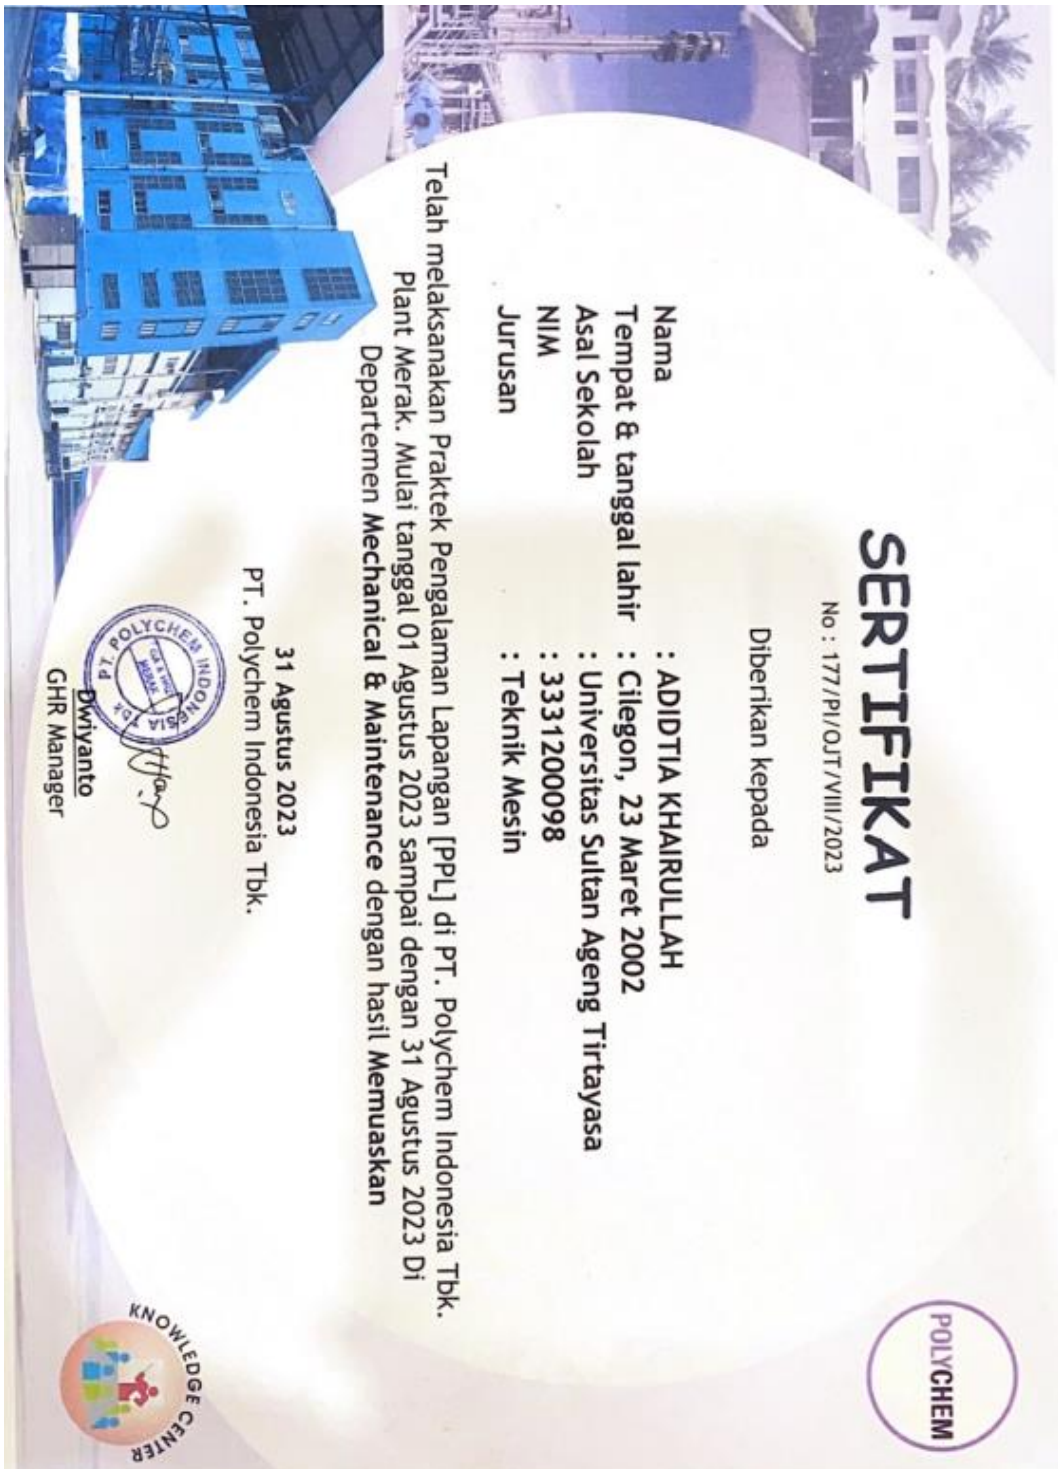 POLYCHEM
SERTIFIKAT
No : 177/PI/OJT/VIII/2023
Diberikan kepada
Nama : ADIDTIA KHAIRULLAH
Tempat & tanggal lahir : Cilegon, 23 Maret 2002
Asal Sekolah : Universitas Sultan Ageng Tirtayasa
NIM : 3331200098
Jurusan : Teknik Mesin
Telah melaksanakan Praktek Pengalaman Lapangan [PPL] di PT. Polychem Indonesia Tbk.
Plant Merak. Mulai tanggal 01 Agustus 2023 sampai dengan 31 Agustus 2023 Di
Departemen Mechanical & Maintenance dengan hasil Memuaskan
31 Agustus 2023
PT. Polychem Indonesia Tbk.
PT. POLYCHEM INDONESIA Tbk
MERAK
Dwiyanto
GHR Manager
KNOWLEDGE CENTER